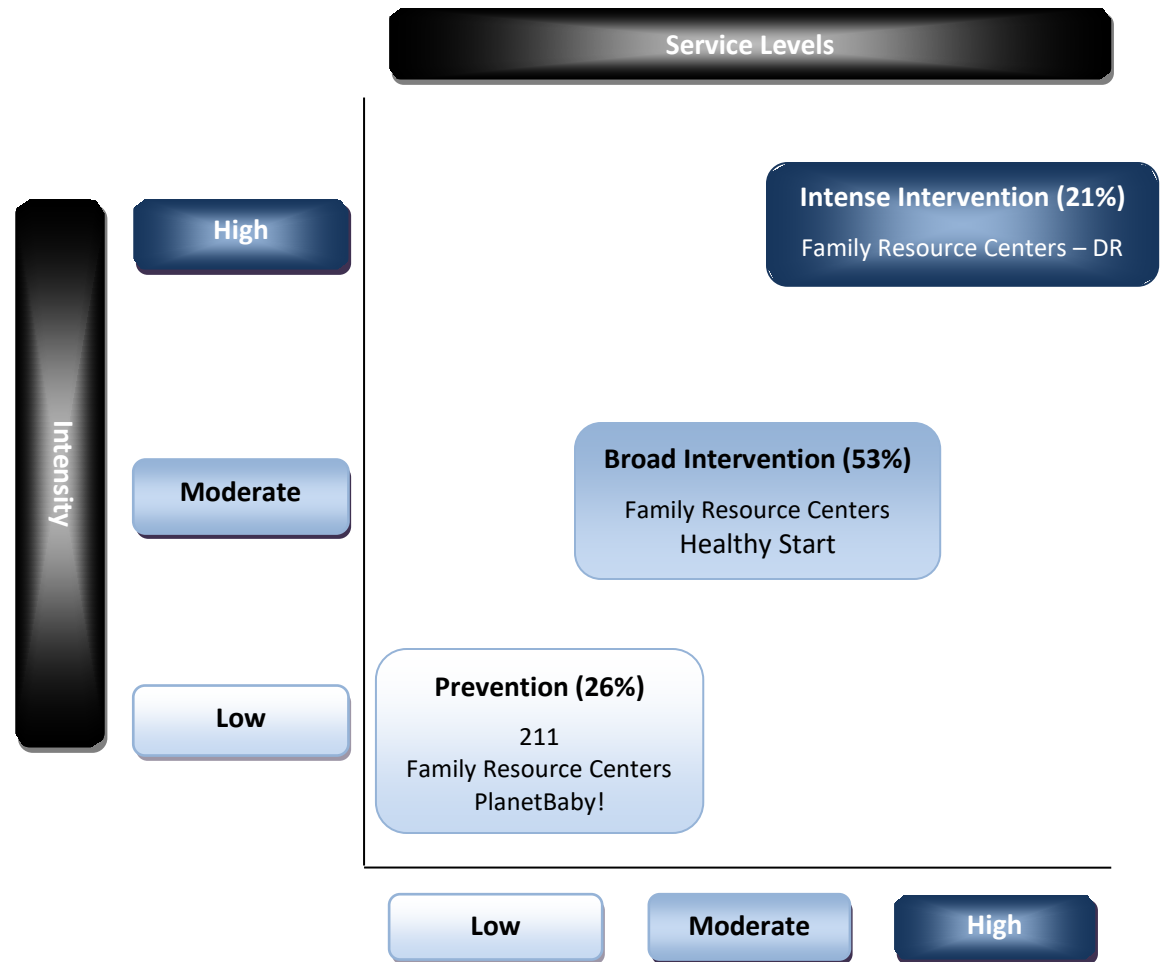 Service Levels
Intense Intervention (21%)
Family Resource Centers – DR
High
Intensity
Broad Intervention (53%)
Family Resource Centers
Healthy Start
Moderate
Prevention (26%)
211
Family Resource Centers
PlanetBaby!
Low
Low
Moderate
High